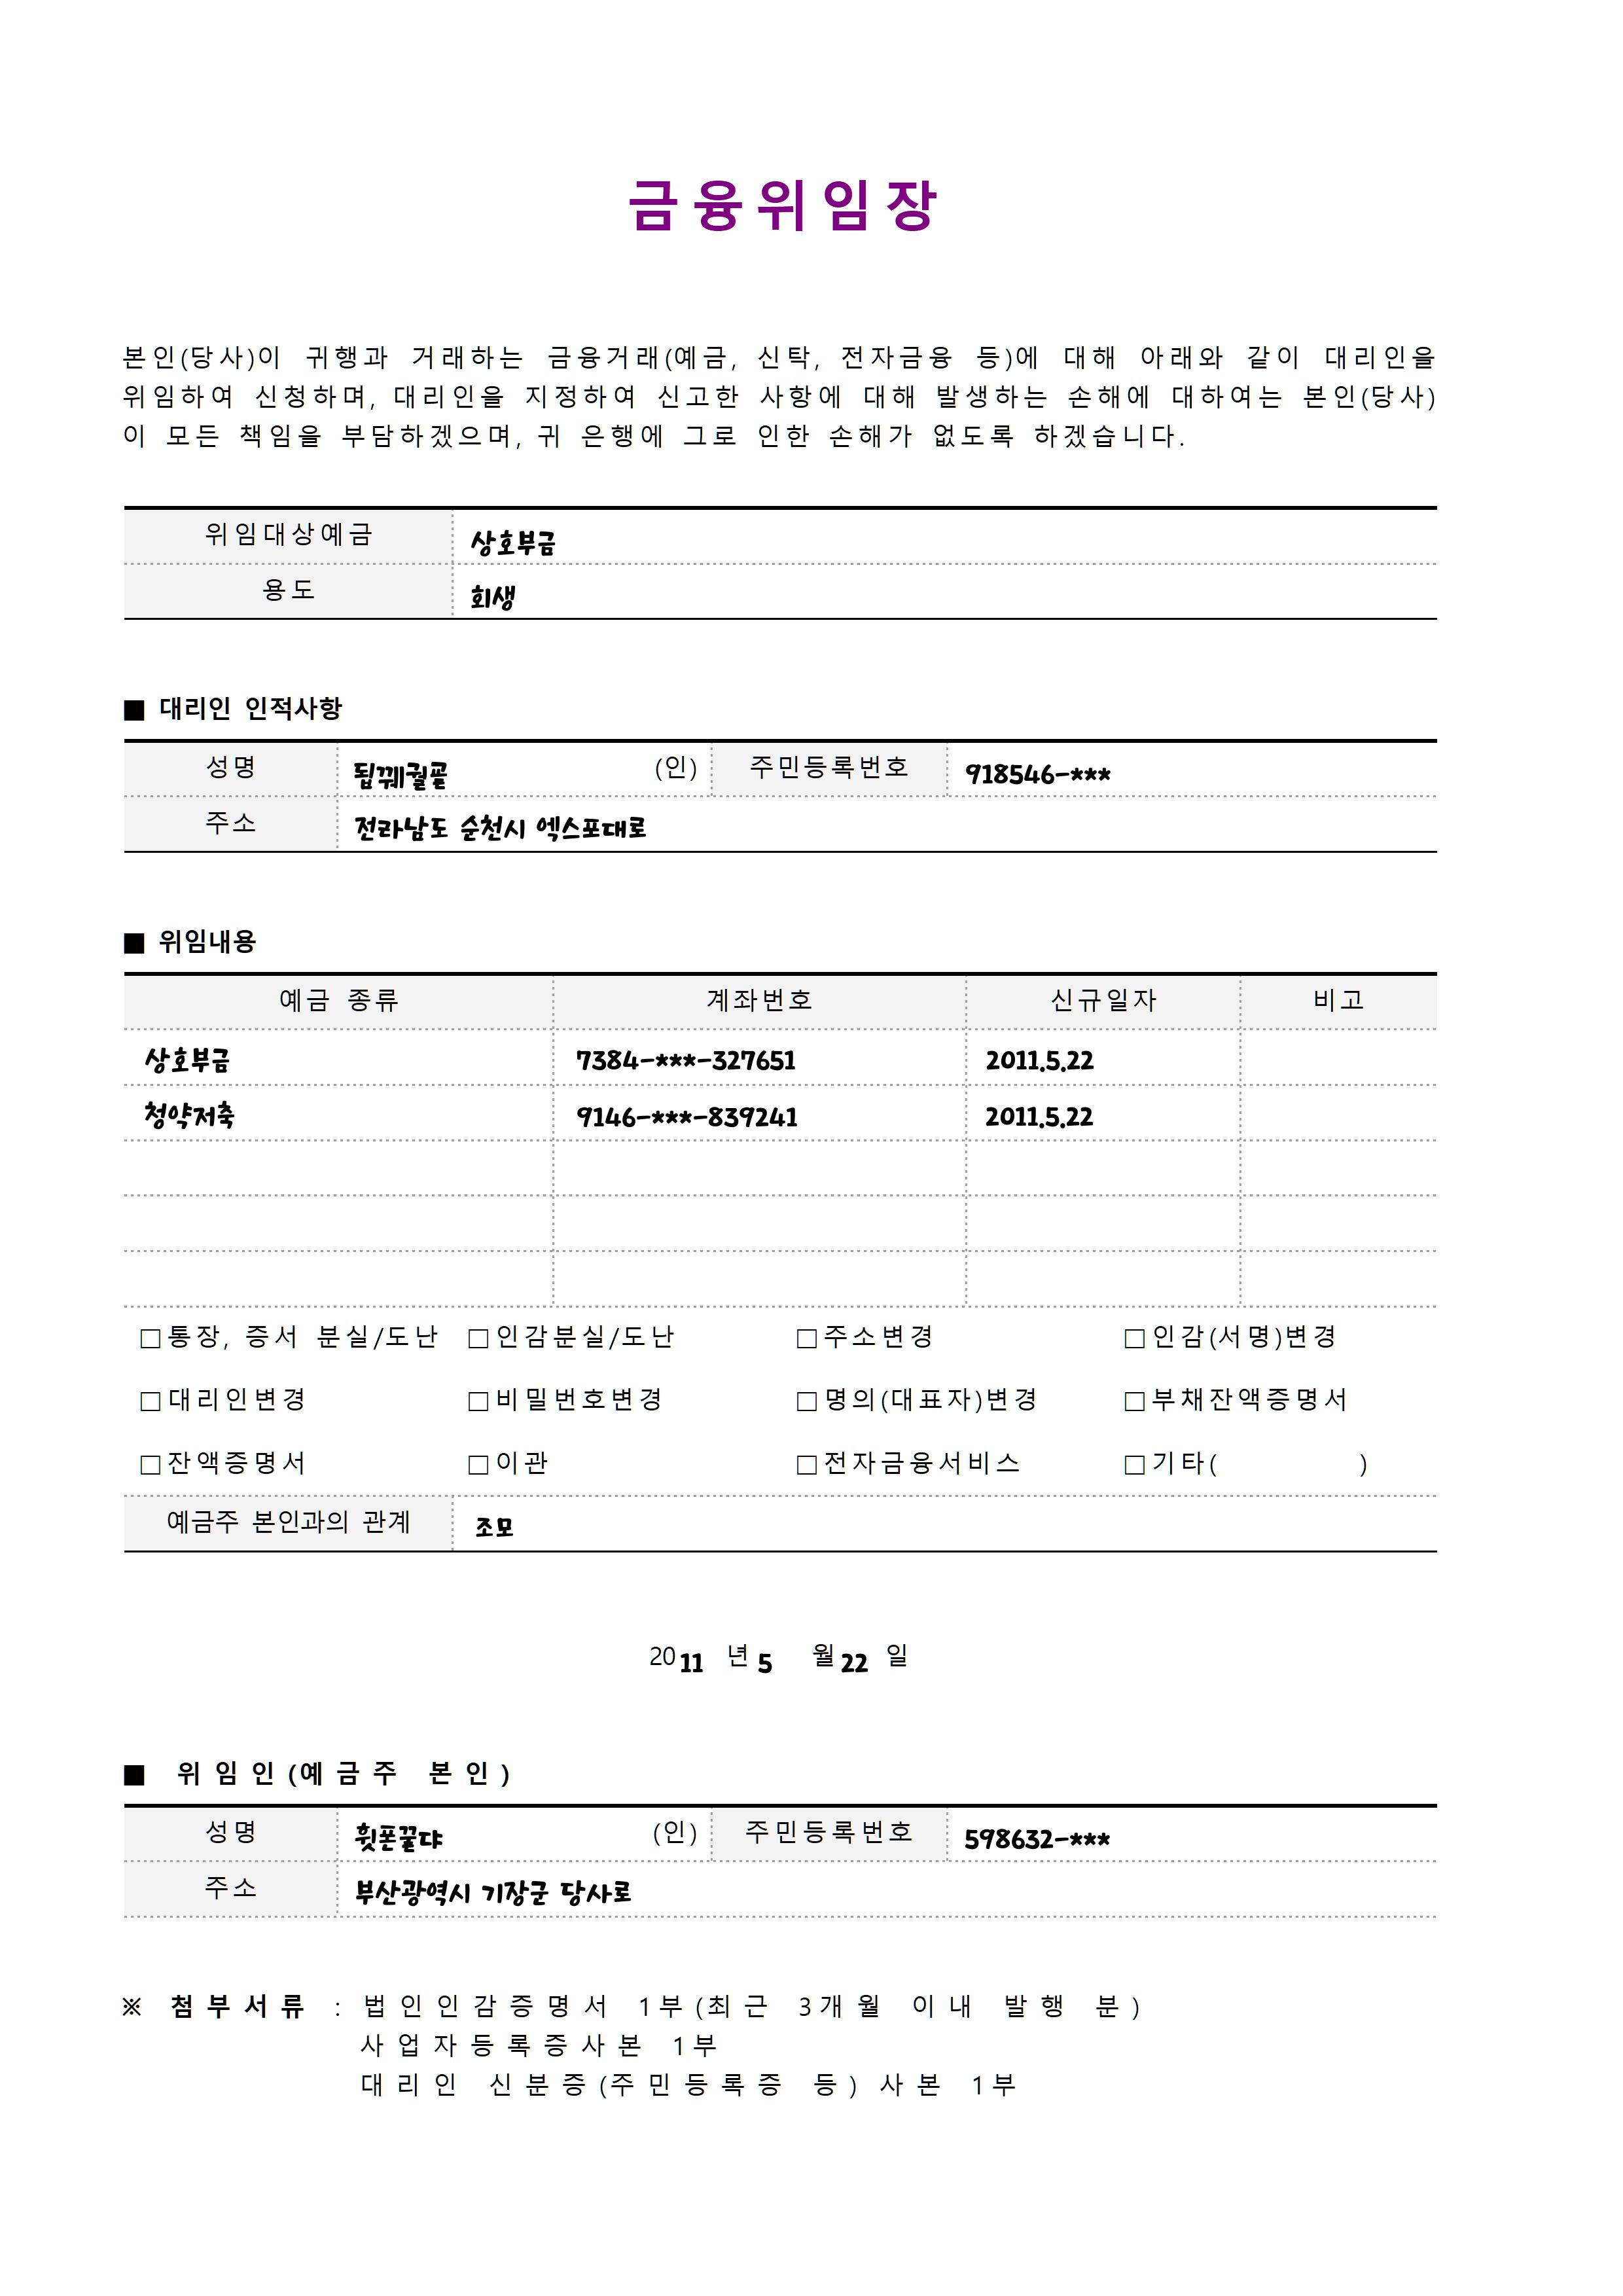 금융위임장
본인(당사)이 귀행과 거래하는 금융거래(예금, 신탁, 전자금융 등)에 대해 아래와 같이 대리인을
위임하여 신청하며, 대리인을 지정하여 신고한 사항에 대해 발생하는 손해에 대하여는 본인(당사)
이 모든 책임을 부담하겠으며, 귀 은행에 그로 인한 손해가 없도록 하겠습니다.
위임대상예금 상호부금
용도 회생
■ 대리인 인적사항
성명 (인) 주민등록번호 918546-***
주소 전라남도 순천시 엑스포대로
■ 위임내용
예금 종류 계좌번호 신규일자 비고
상호부금 7384-***-327651 2011.5.22
청약저축 9146-***-839241 2011.5.22
□통장, 증서 분실/도난 □인감분실/도난 □주소변경 □인감(서명)변경
□대리인변경 □비밀번호변경 □명의(대표자)변경 □부채잔액증명서
□잔액증명서 □이관 □전자금융서비스 □기타( )
예금주 본인과의 관계 조모
2011 년 5 월 22 일
■ 위임인(예금주 본인)
성명 (인) 주민등록번호 598632-***
주소 부산광역시 기장군 당사로
※ 첨부서류 : 법인인감증명서 1부(최근 3개월 이내 발행 분)
사업자등록증사본 1부
대리인 신분증(주민등록증 등) 사본 1부